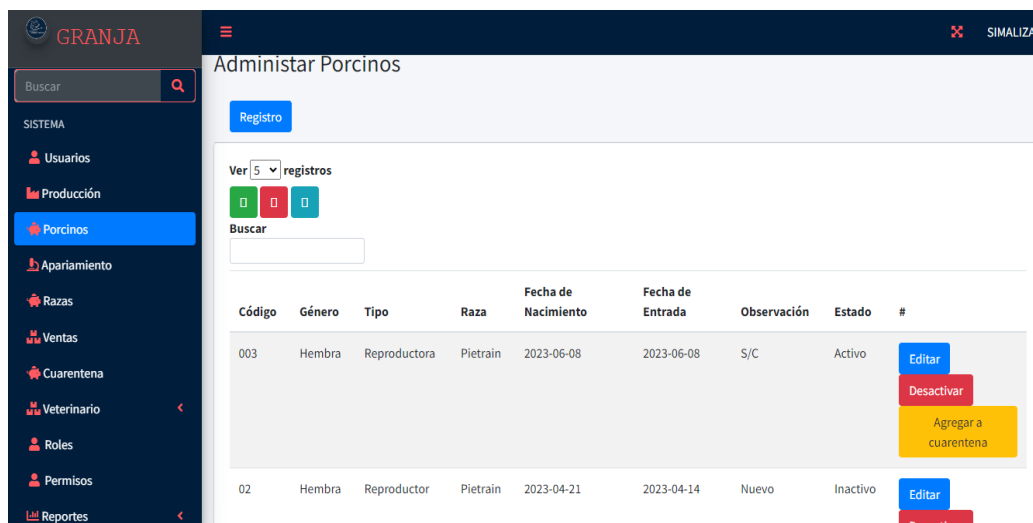 GRANJA
SIMALIZA
Buscar
SISTEMA
Usuarios
Producción
Porcinos
Apariamiento
Razas
Ventas
Cuarentena
Veterinario
Roles
Permisos
Reportes
Administar Porcinos
Registro
Ver 5 registros
Buscar
Código Género Tipo Raza Fecha de Nacimiento Fecha de Entrada Observación Estado #
003 Hembra Reproductora Pietrain 2023-06-08 2023-06-08 S/C Activo
Editar
Desactivar
Agregar a
cuarentena
02 Hembra Reproductor Pietrain 2023-04-21 2023-04-14 Nuevo Inactivo
Editar